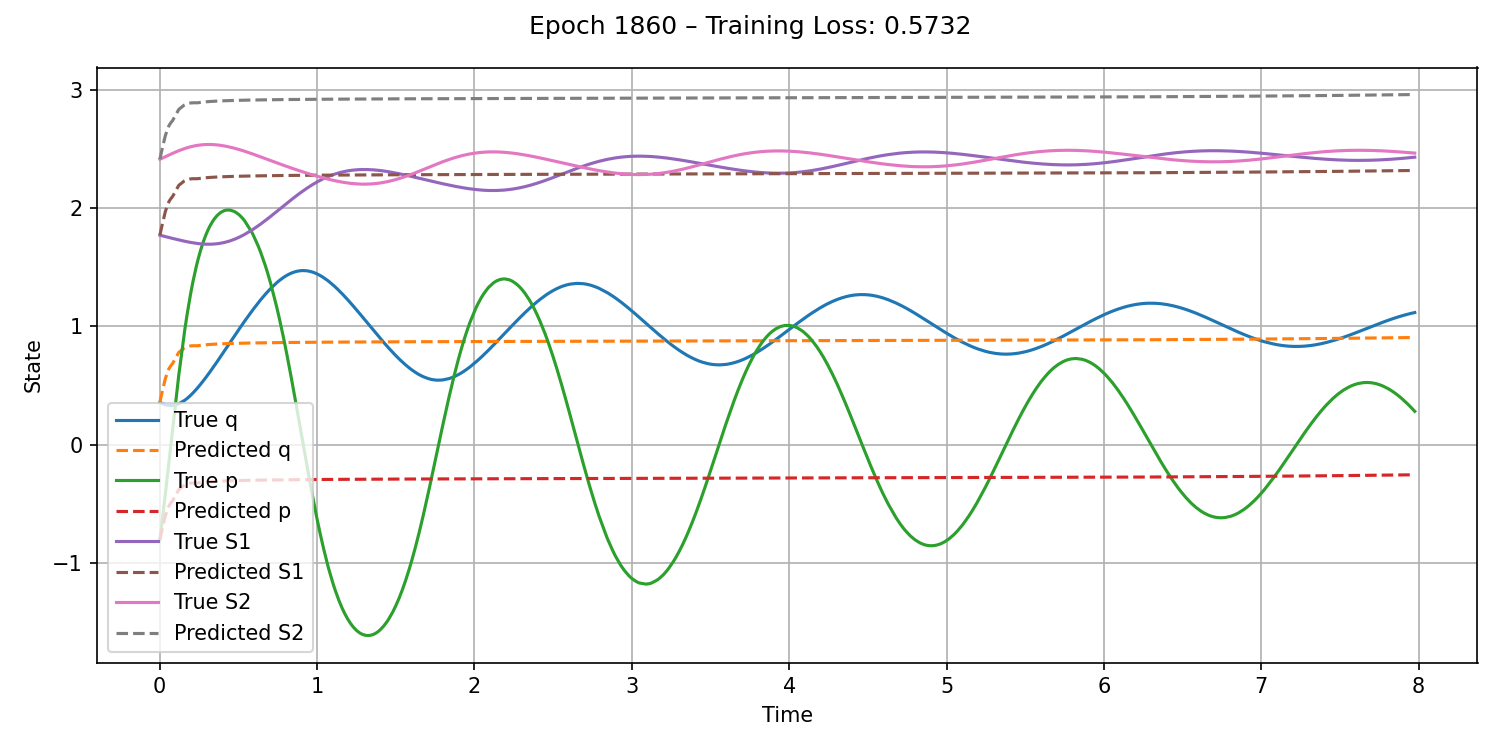 Epoch 1860 – Training Loss: 0.5732
State
3
2
1
0
−1
True q
Predicted q
True p
Predicted p
True S1
Predicted S1
True S2
Predicted S2
0 1 2 3 4 5 6 7 8
Time